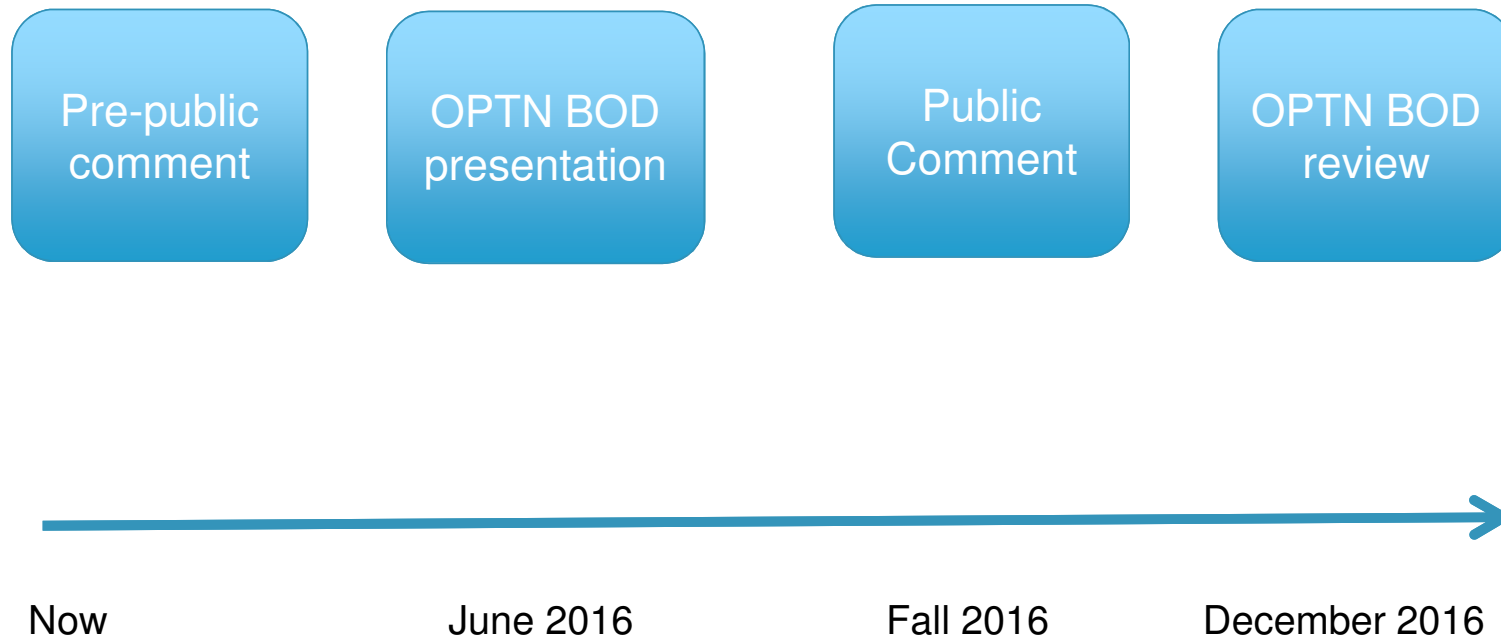 Pre-public
comment
OPTN BOD
presentation
Public
Comment
OPTN BOD
review
Now
June 2016
Fall 2016
December 2016